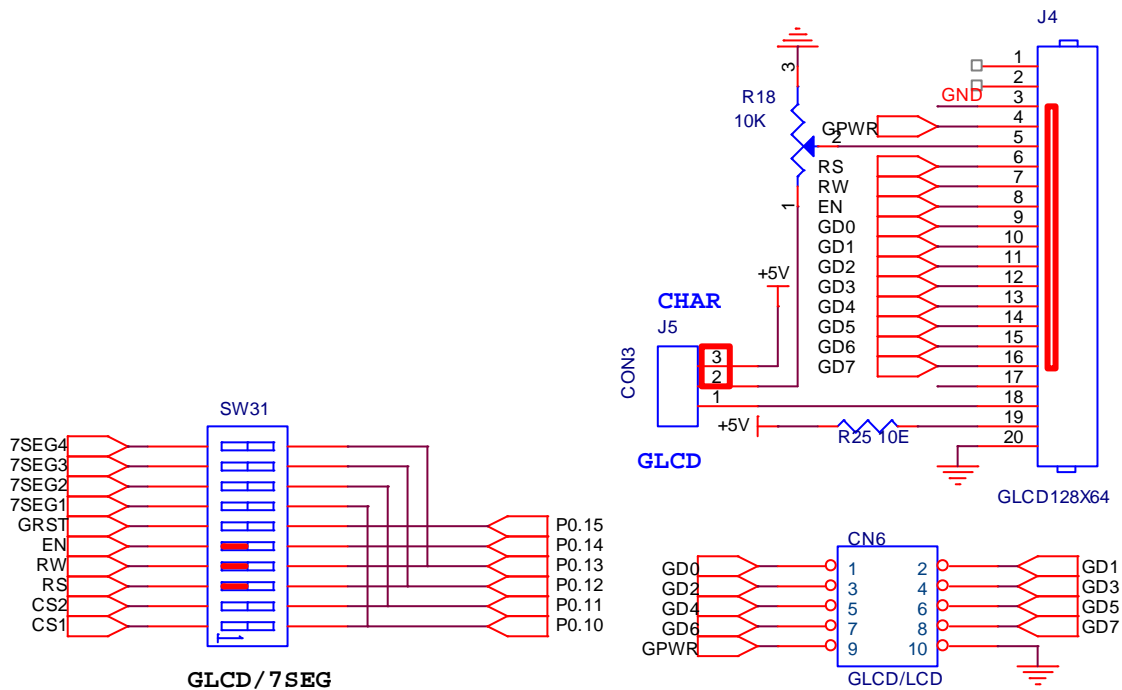 J4
1
2
GND
3
4
5
6
7
8
9
10
11
12
13
14
15
16
17
18
19
20
GLCD128X64
3
R18
10K
2
1
GPWR
RS
RW
EN
GD0
GD1
GD2
GD3
GD4
GD5
GD6
GD7
+5V
CHAR
J5
CON3
3
2
1
+5V
R25 10E
GLCD
SW31
7SEG4
7SEG3
7SEG2
7SEG1
GRST
EN
RW
RS
CS2
CS1
P0.15
P0.14
P0.13
P0.12
P0.11
P0.10
GLCD/7SEG
CN6
GD0 1 2 GD1
GD2 3 4 GD3
GD4 5 6 GD5
GD6 7 8 GD7
GPWR 9 10
GLCD/LCD